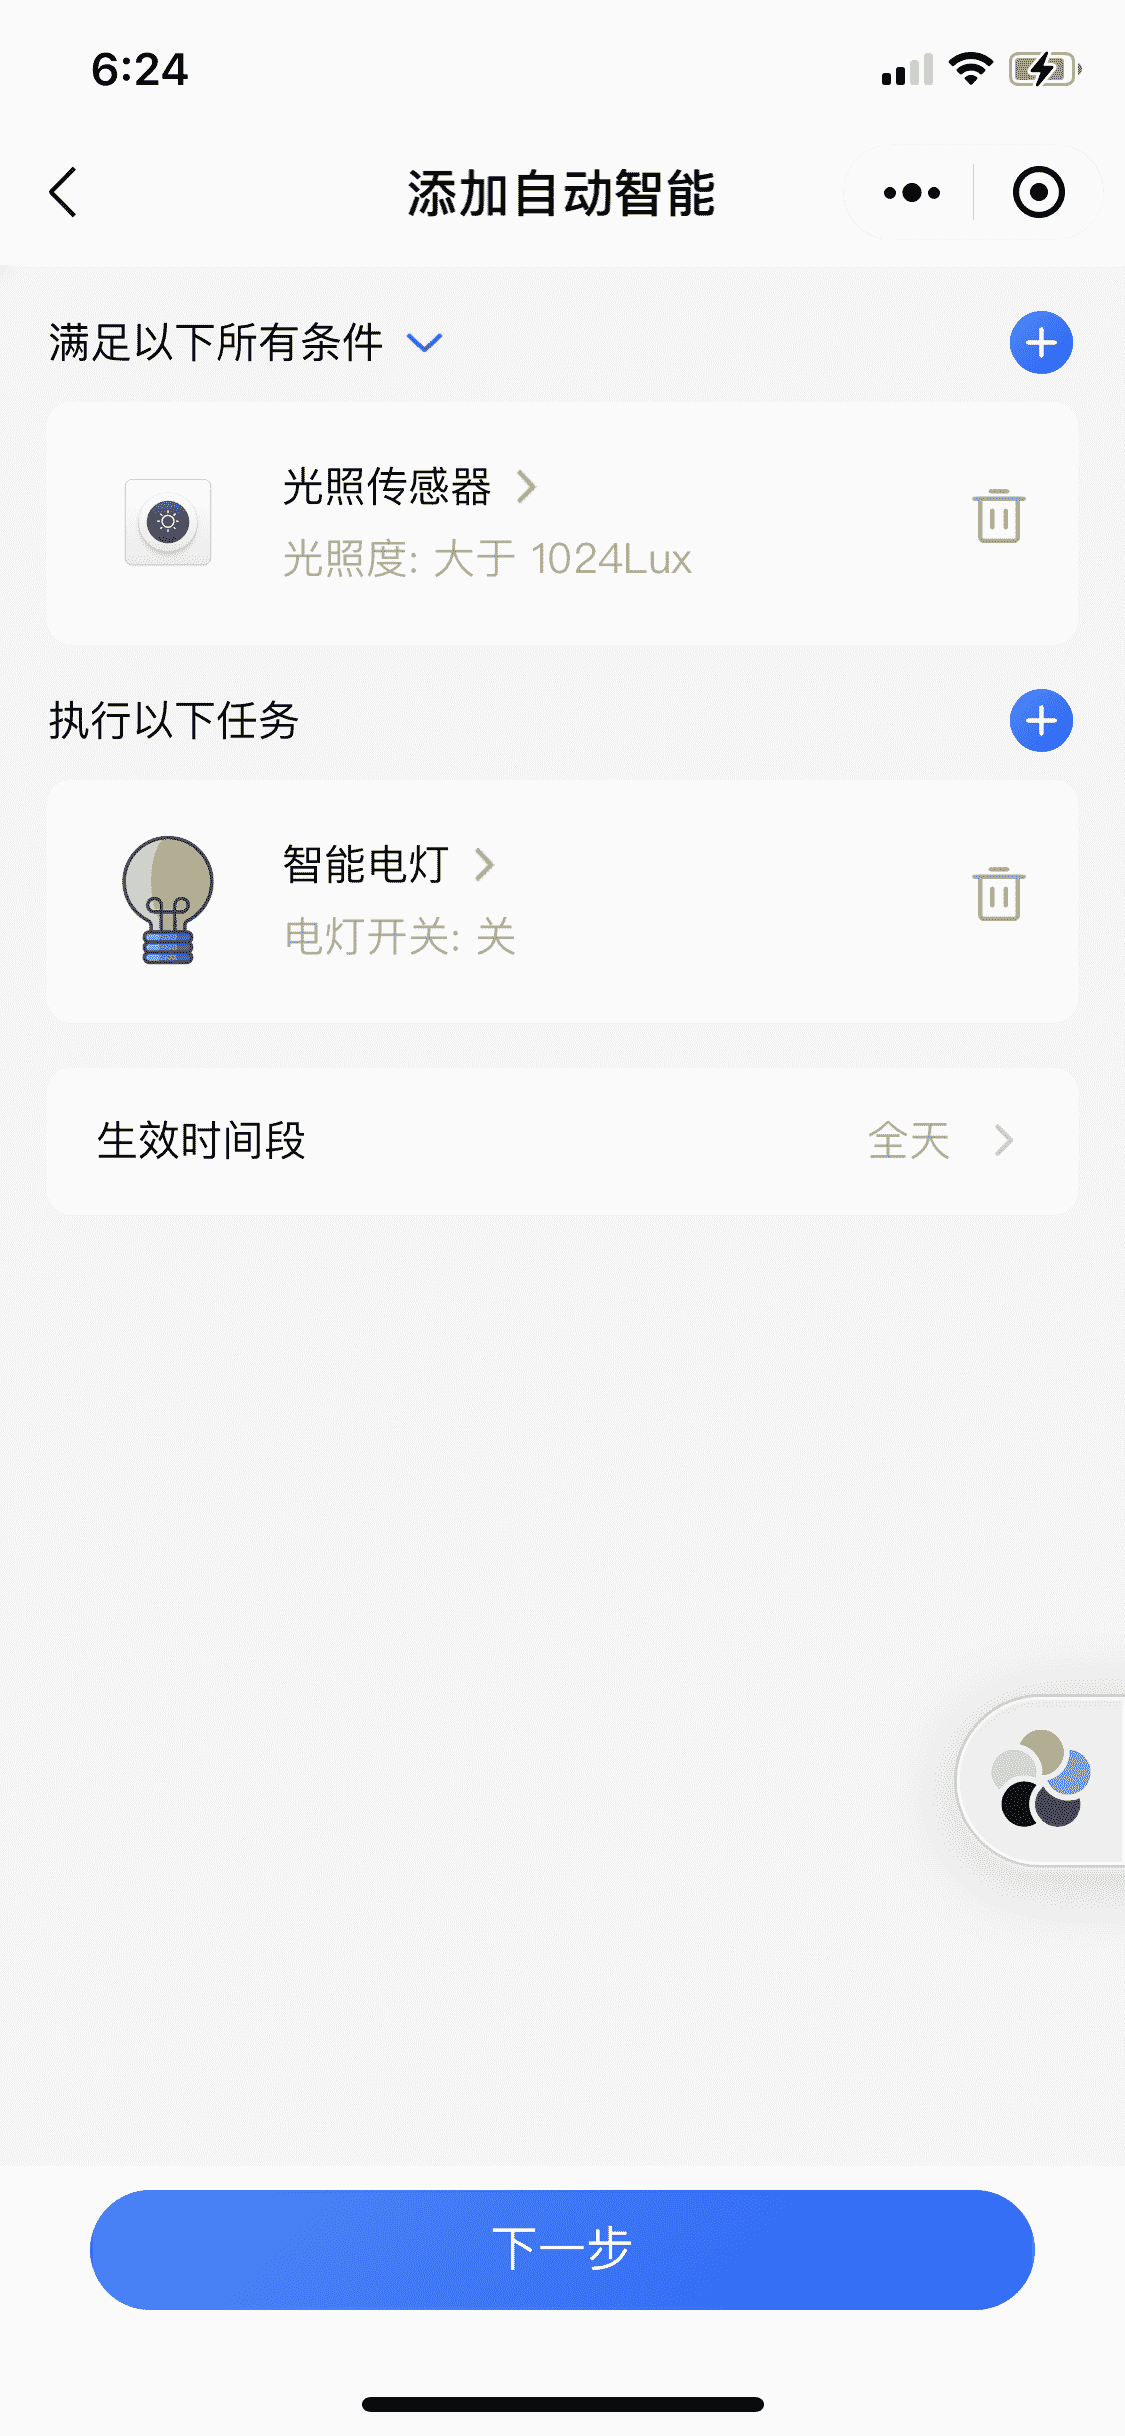 6:24
添加自动智能
满足以下所有条件
光照传感器
光照度: 大于 1024Lux
执行以下任务
智能电灯
电灯开关: 关
生效时间段
全天
下一步